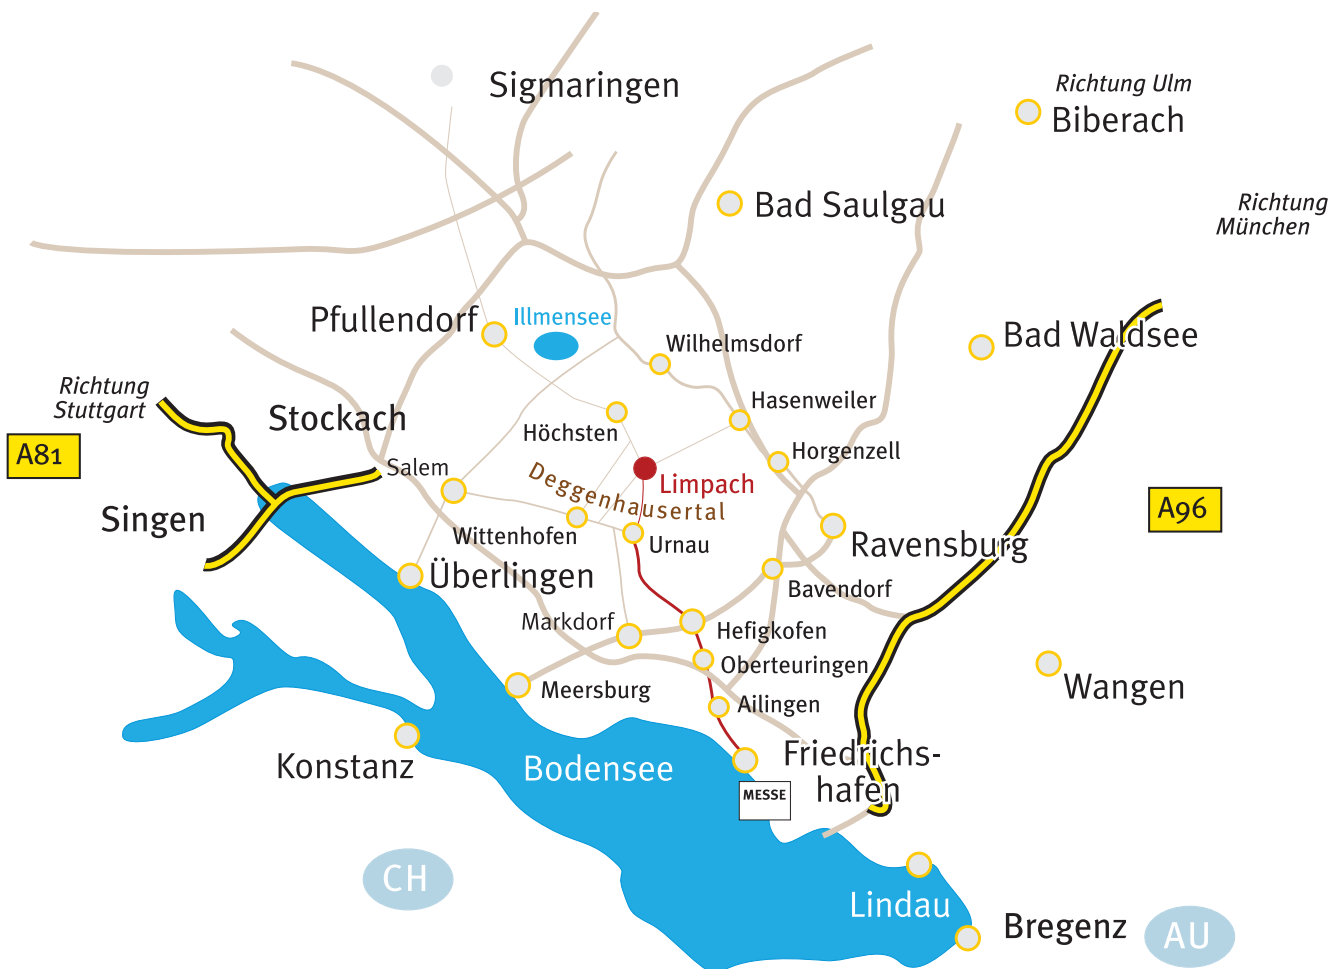 Sigmaringen
Richtung Ulm
Biberach
Bad Saulgau
Richtung
München
Pfullendorf
Illmensee
Wilhelmsdorf
Bad Waldsee
Richtung
Stuttgart
Stockach
Hasenweiler
Höchsten
Horgenzell
A81
Salem
Limpach
Deggenhausertal
A96
Singen
Wittenhofen
Urnau
Ravensburg
Überlingen
Bavendorf
Markdorf
Hefigkofen
Oberteuringen
Meersburg
Ailingen
Wangen
Konstanz
Bodensee
Friedrichs-
hafen
MESSE
CH
Lindau
Bregenz
AU